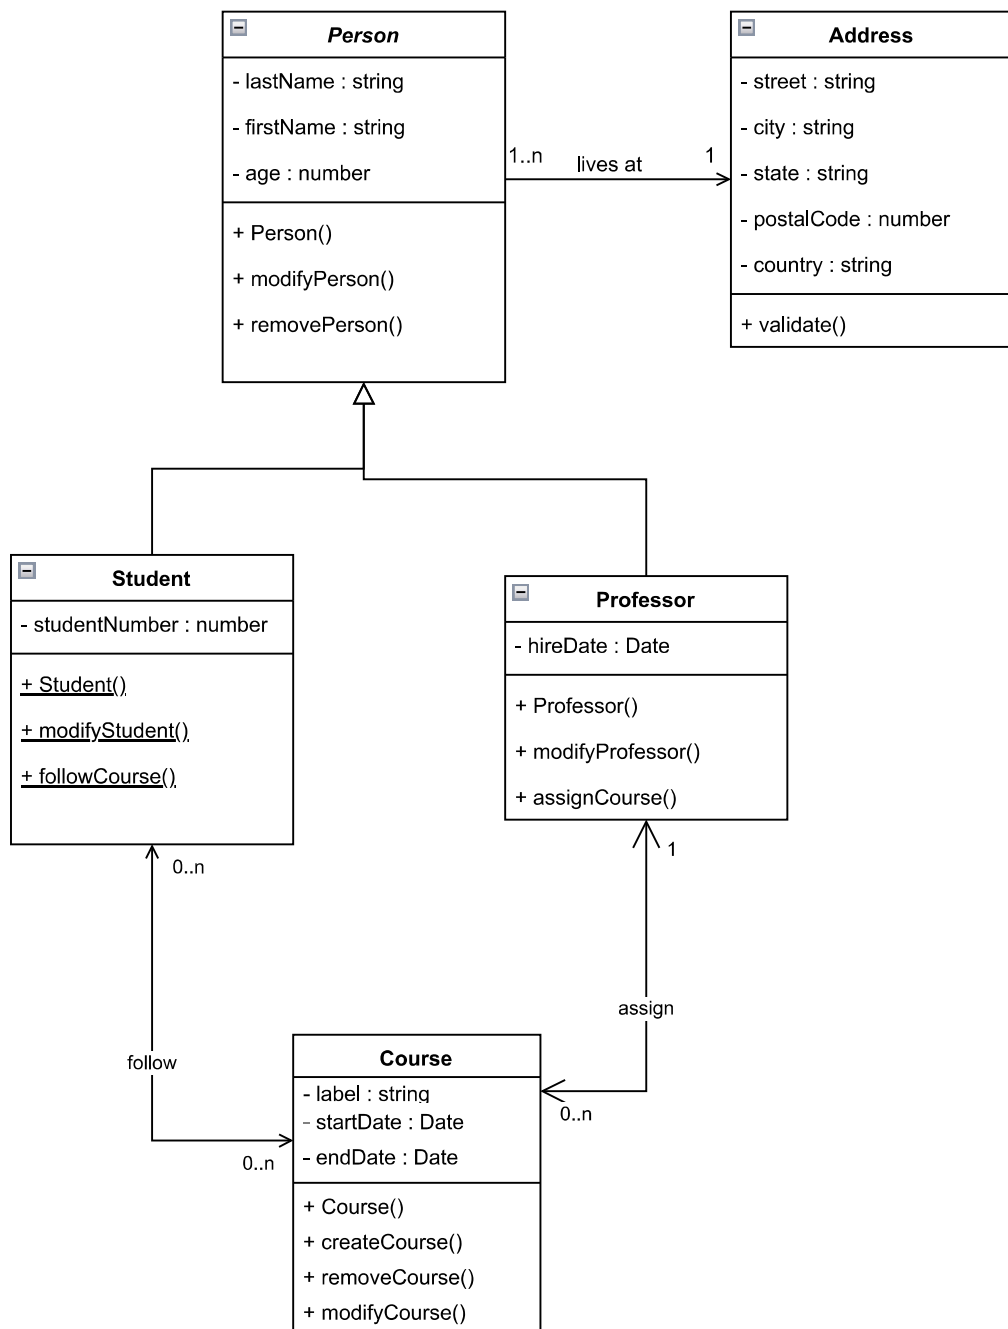 Person
- lastName : string
- firstName : string
- age : number
+ Person()
+ modifyPerson()
+ removePerson()
1..n
lives at
1
Address
- street : string
- city : string
- state : string
- postalCode : number
- country : string
+ validate()
Student
- studentNumber : number
+ Student()
+ modifyStudent()
+ followCourse()
0..n
Professor
- hireDate : Date
+ Professor()
+ modifyProfessor()
+ assignCourse()
1
assign
follow
0..n
0..n
Course
- label : string
- startDate : Date
- endDate : Date
+ Course()
+ createCourse()
+ removeCourse()
+ modifyCourse()